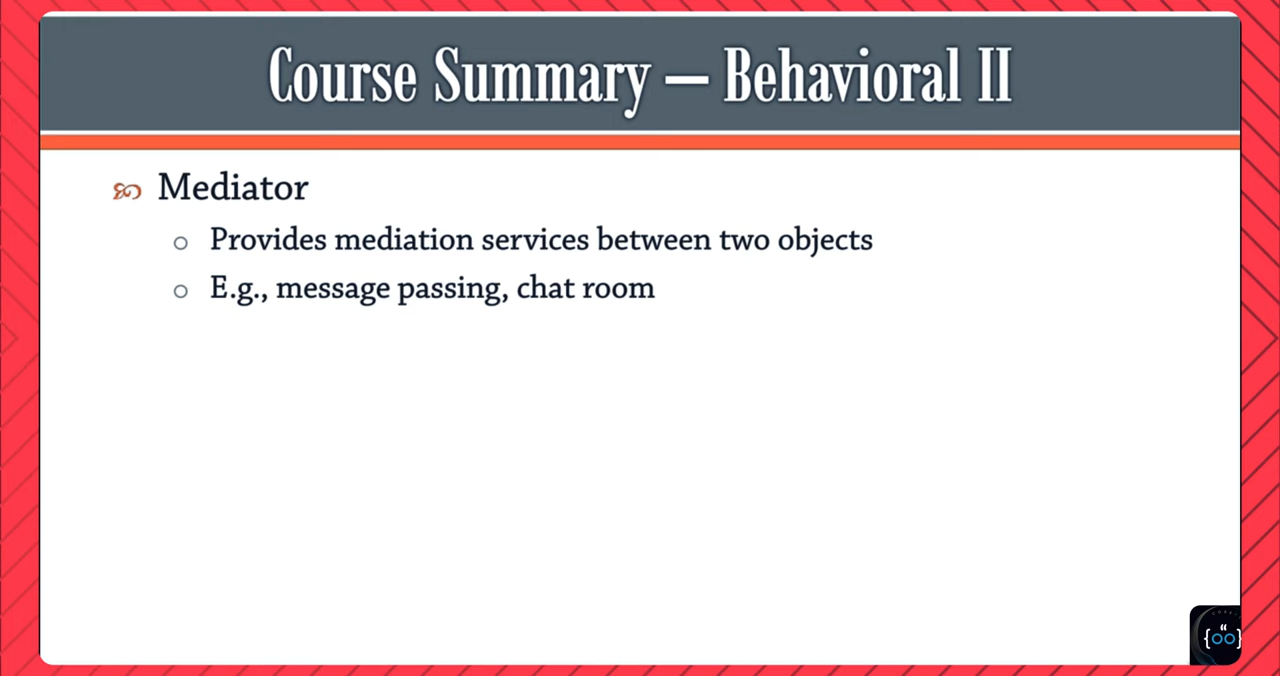 Course Summary – Behavioral II
Mediator
Provides mediation services between two objects
E.g., message passing, chat room